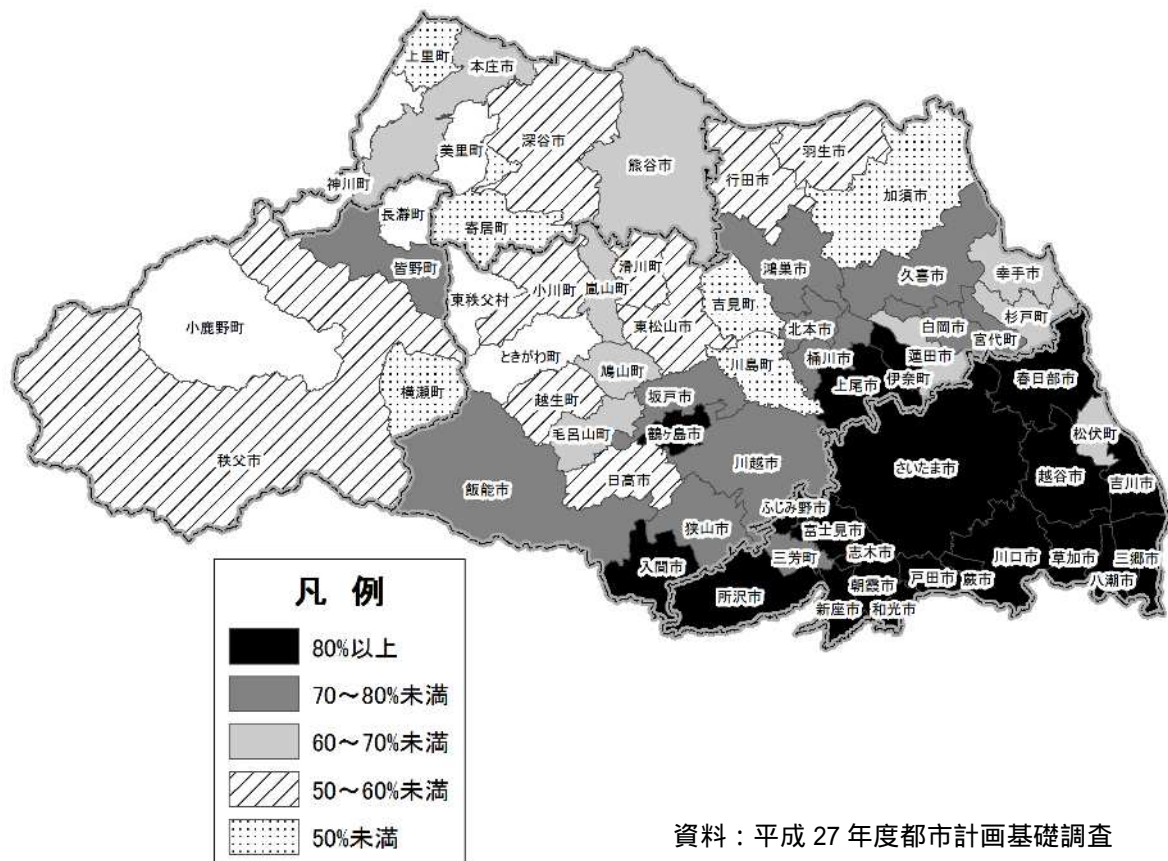 上里町
本庄市
深谷市
美里町
熊谷市
羽生市
行田市
加須市
神川町
長瀞町
寄居町
皆野町
滑川町
鴻巣市
久喜市
幸手市
小川町
嵐山町
吉見町
東秩父村
杉戸町
小鹿野町
東松山市
北本市
白岡市
宮代町
ときがわ町
桶川市
蓮田市
川島町
鳩山町
上尾市
伊奈町
春日部市
横瀬町
越生町
坂戸市
毛呂山町
鶴ヶ島市
松伏町
秩父市
川越市
さいたま市
越谷市
吉川市
飯能市
日高市
ふじみ野市
狭山市
富士見市
入間市
三芳町
志木市
川口市
草加市
三郷市
所沢市
朝霞市
戸田市
蕨市
八潮市
新座市
和光市
凡 例
80%以上
70～80%未満
60～70%未満
50～60%未満
50%未満
資料：平成 27 年度都市計画基礎調査